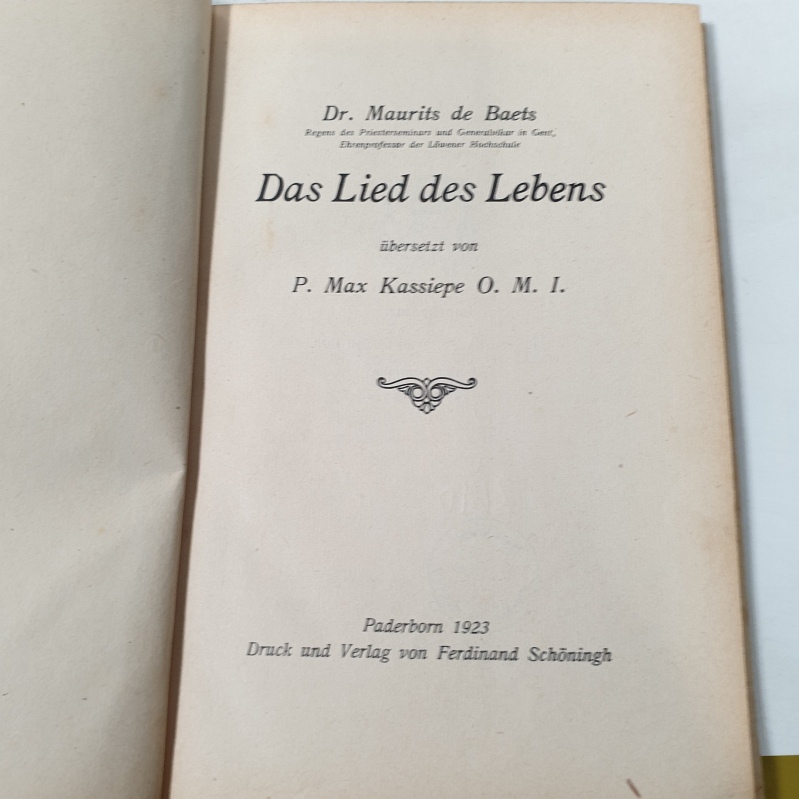 Dr. Maurits de Baets
Regens des Priesterseminars und Generalvikar in Gent,
Ehrenprofessor der Löwener Hochschule
Das Lied des Lebens
übersetzt von
P. Max Kassiepe O. M. I.
Paderborn 1923
Druck und Verlag von Ferdinand Schöningh